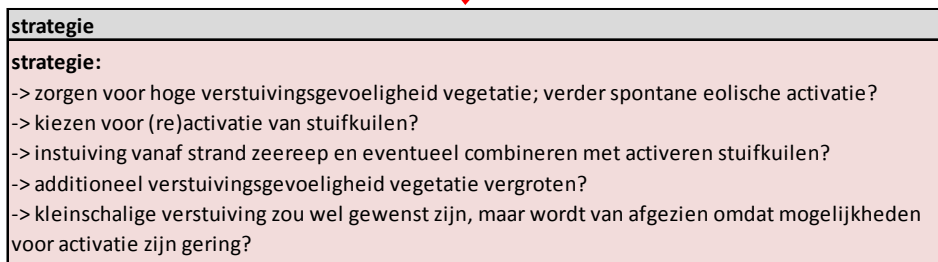 strategie
strategie:
-> zorgen voor hoge verstuivingsgevoeligheid vegetatie; verder spontane eolische activatie?
-> kiezen voor (re)activatie van stuifkuilen?
-> instuiving vanaf strand zeereep en eventueel combineren met activeren stuifkuilen?
-> additioneel verstuivingsgevoeligheid vegetatie vergroten?
-> kleinschalige verstuiving zou wel gewenst zijn, maar wordt van afgezien omdat mogelijkheden
voor activatie zijn gering?